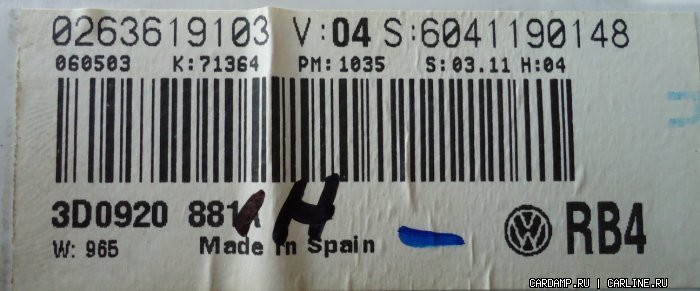 0263619103 V:04 S:6041190148
060503 K:71364 PM:1035 S:03.11 H:04
3D0920 881A H RB4
W: 965 Made in Spain
CARDAMP.RU | CARLINE.RU